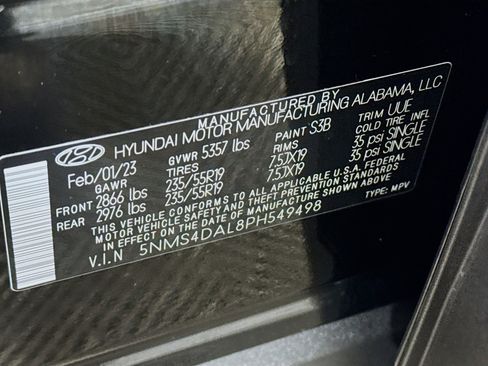 MANUFACTURED BY
HYUNDAI MOTOR MANUFACTURING ALABAMA, LLC
Feb/01/23 GVWR 5357 lbs PAINT S3B TRIM UUE
GAWR TIRES RIMS COLD TIRE INFL
FRONT 2866 lbs 235/55R19 7.5JX19 35 psi SINGLE
REAR 2976 lbs 235/55R19 7.5JX19 35 psi SINGLE
THIS VEHICLE CONFORMS TO ALL APPLICABLE U.S.A. FEDERAL
MOTOR VEHICLE SAFETY AND THEFT PREVENTION STANDARDS
IN EFFECT ON THE DATE OF MANUFACTURE SHOWN ABOVE.
V.I.N 5NMS4DAL8PH549498 TYPE: MPV